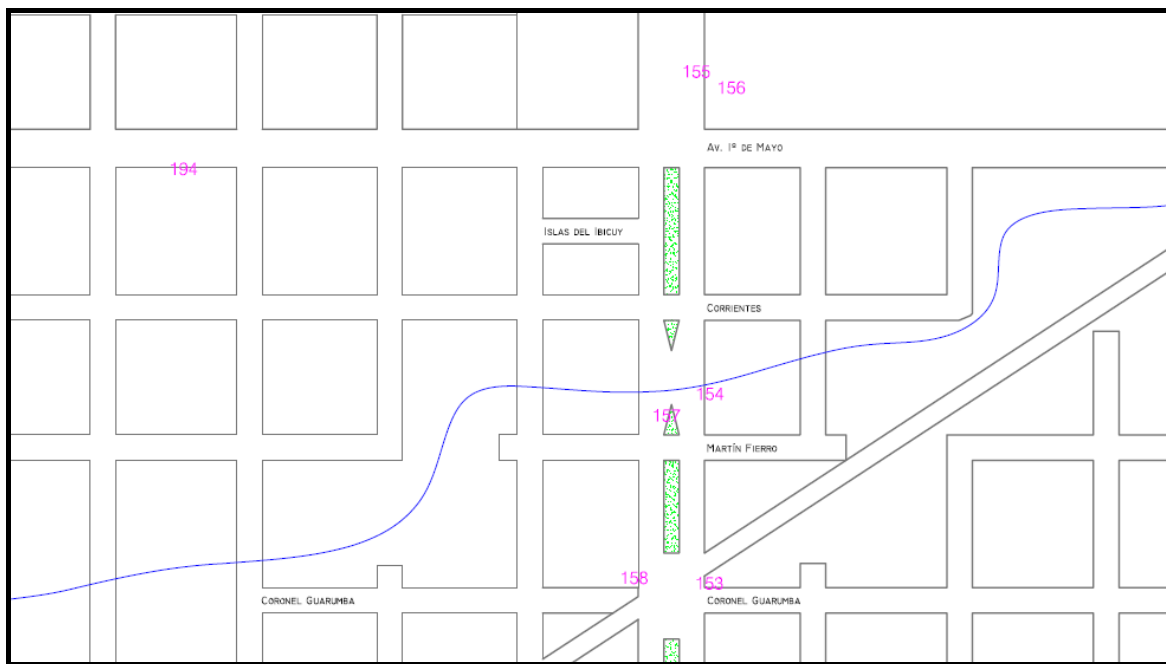 155
156
Av. 1º de Mayo
194
Islas del Ibicuy
Corrientes
154
157
Martín Fierro
158
153
Coronel Guarumba
Coronel Guarumba